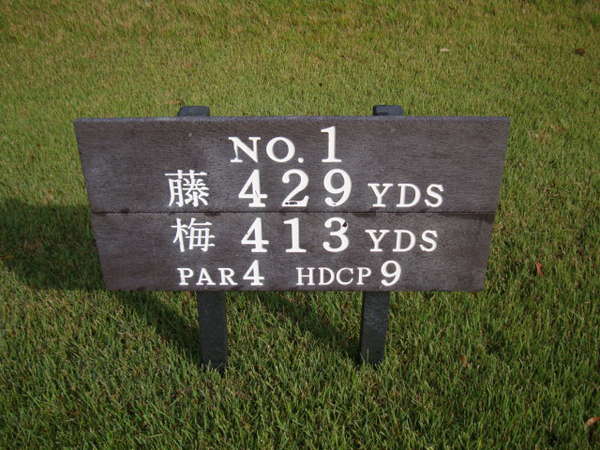 NO. 1
藤 429 YDS
梅 413 YDS
PAR 4 HDCP 9